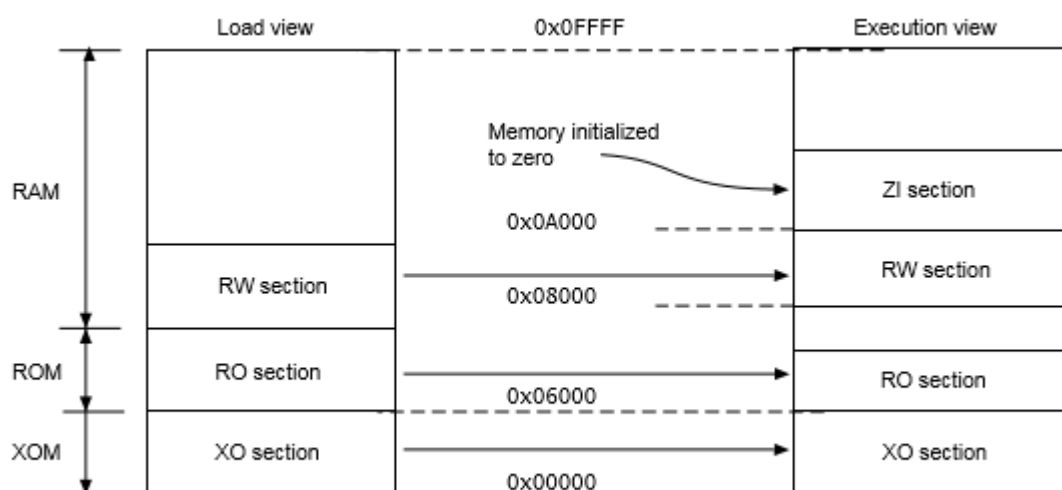 Load view
0x0FFFF
Execution view
Memory initialized
to zero
RAM
ZI section
0x0A000
RW section
RW section
0x08000
ROM
RO section
RO section
0x06000
XOM
XO section
XO section
0x00000